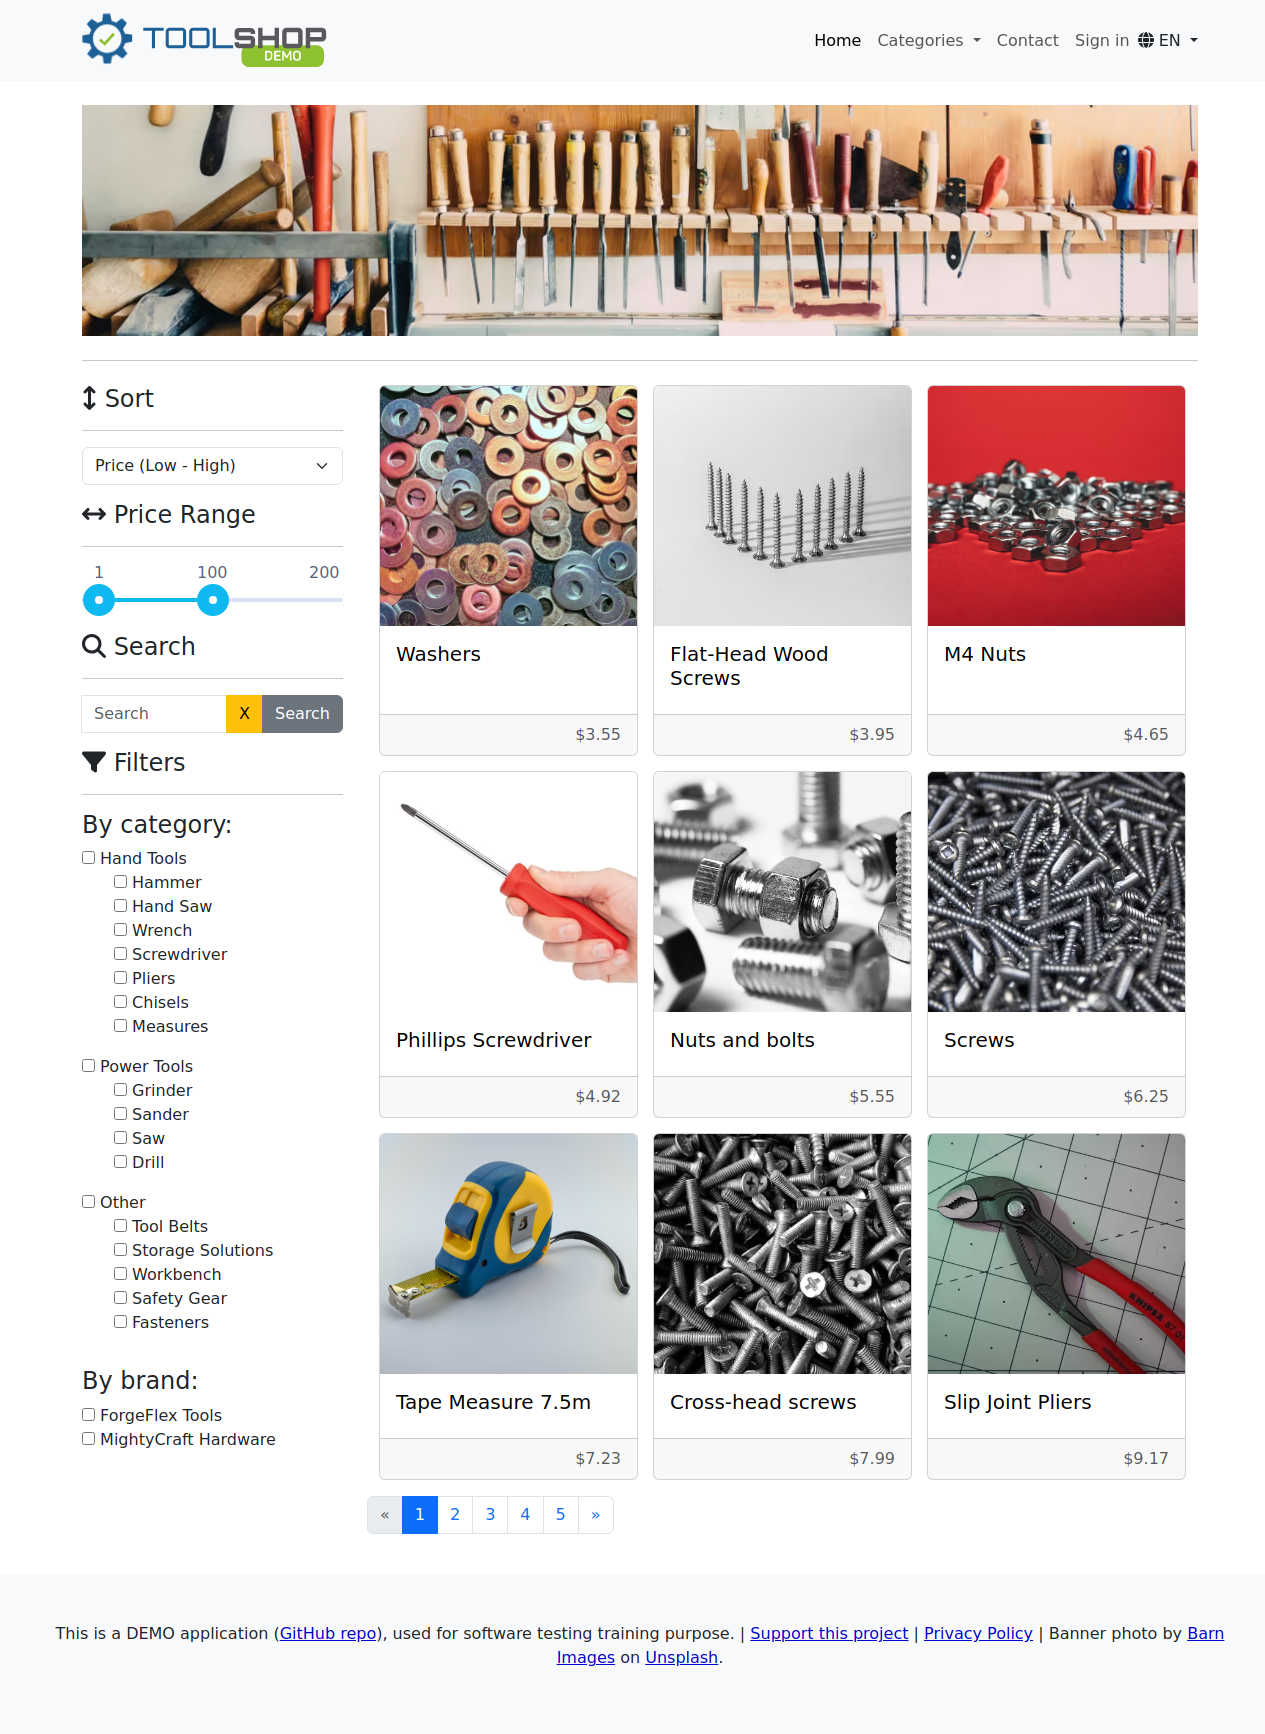 TOOLSHOP
DEMO
Home Categories Contact Sign in EN
Sort
Price (Low - High)
Price Range
1 100 200
Search
Search X Search
Filters
By category:
Hand Tools
Hammer
Hand Saw
Wrench
Screwdriver
Pliers
Chisels
Measures
Power Tools
Grinder
Sander
Saw
Drill
Other
Tool Belts
Storage Solutions
Workbench
Safety Gear
Fasteners
By brand:
ForgeFlex Tools
MightyCraft Hardware
Washers
$3.55
Flat-Head Wood
Screws
$3.95
M4 Nuts
$4.65
Phillips Screwdriver
$4.92
Nuts and bolts
$5.55
Screws
$6.25
Tape Measure 7.5m
$7.23
Cross-head screws
$7.99
KNIPEX
Slip Joint Pliers
$9.17
« 1 2 3 4 5 »
This is a DEMO application (GitHub repo), used for software testing training purpose. | Support this project | Privacy Policy | Banner photo by Barn
Images on Unsplash.